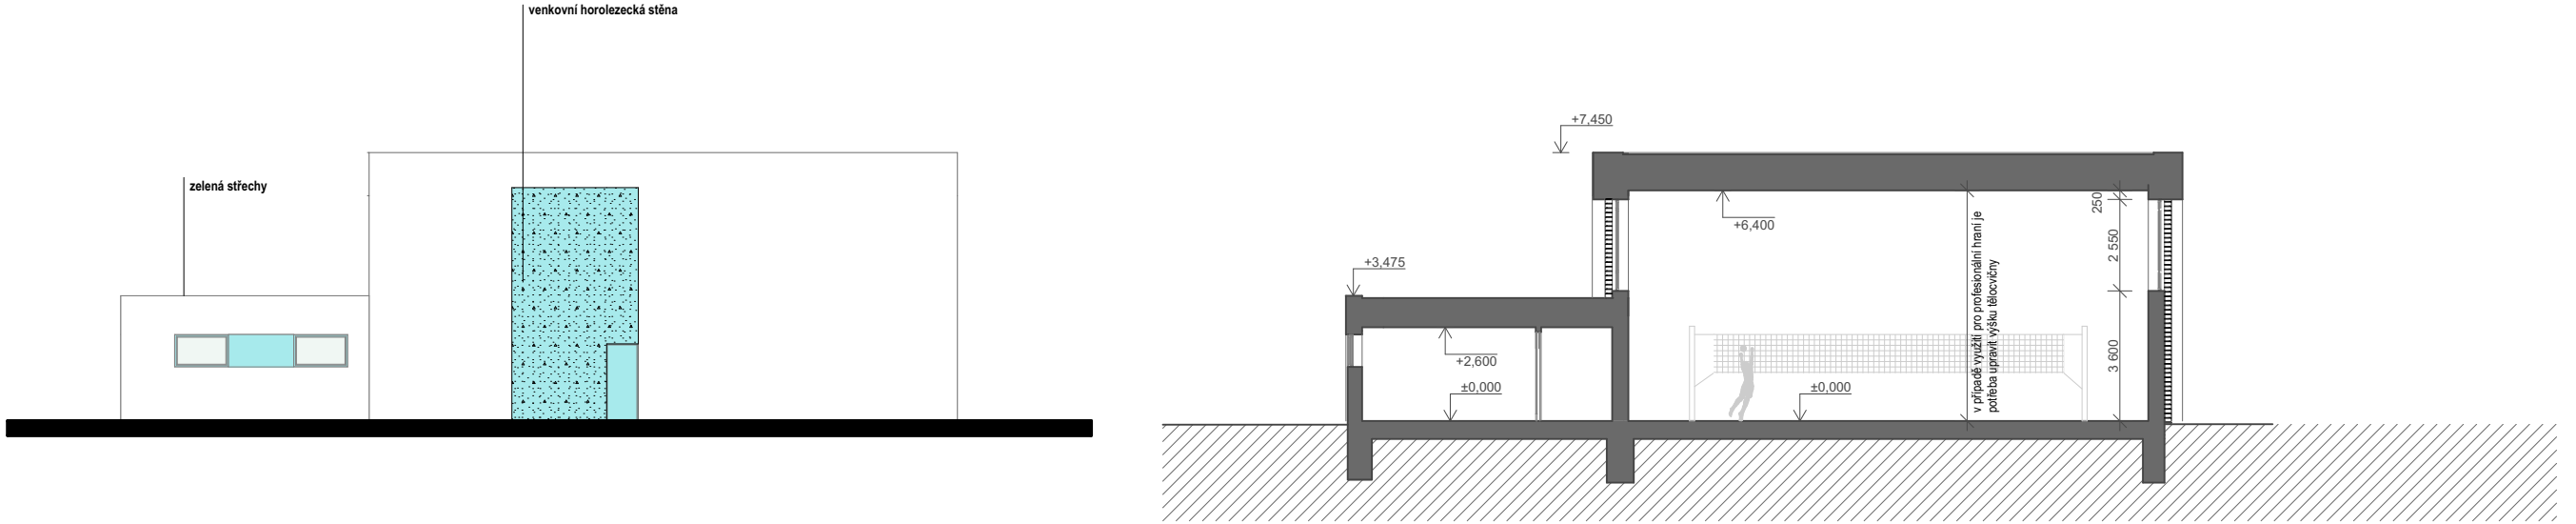 venkovní horolezecká stěna
zelená střechy
+7,450
+3,475
+6,400
+2,600
±0,000
±0,000
250
2 550
3 600
v případě využití pro profesionální hraní je
potřeba upravit výšku tělocvičny